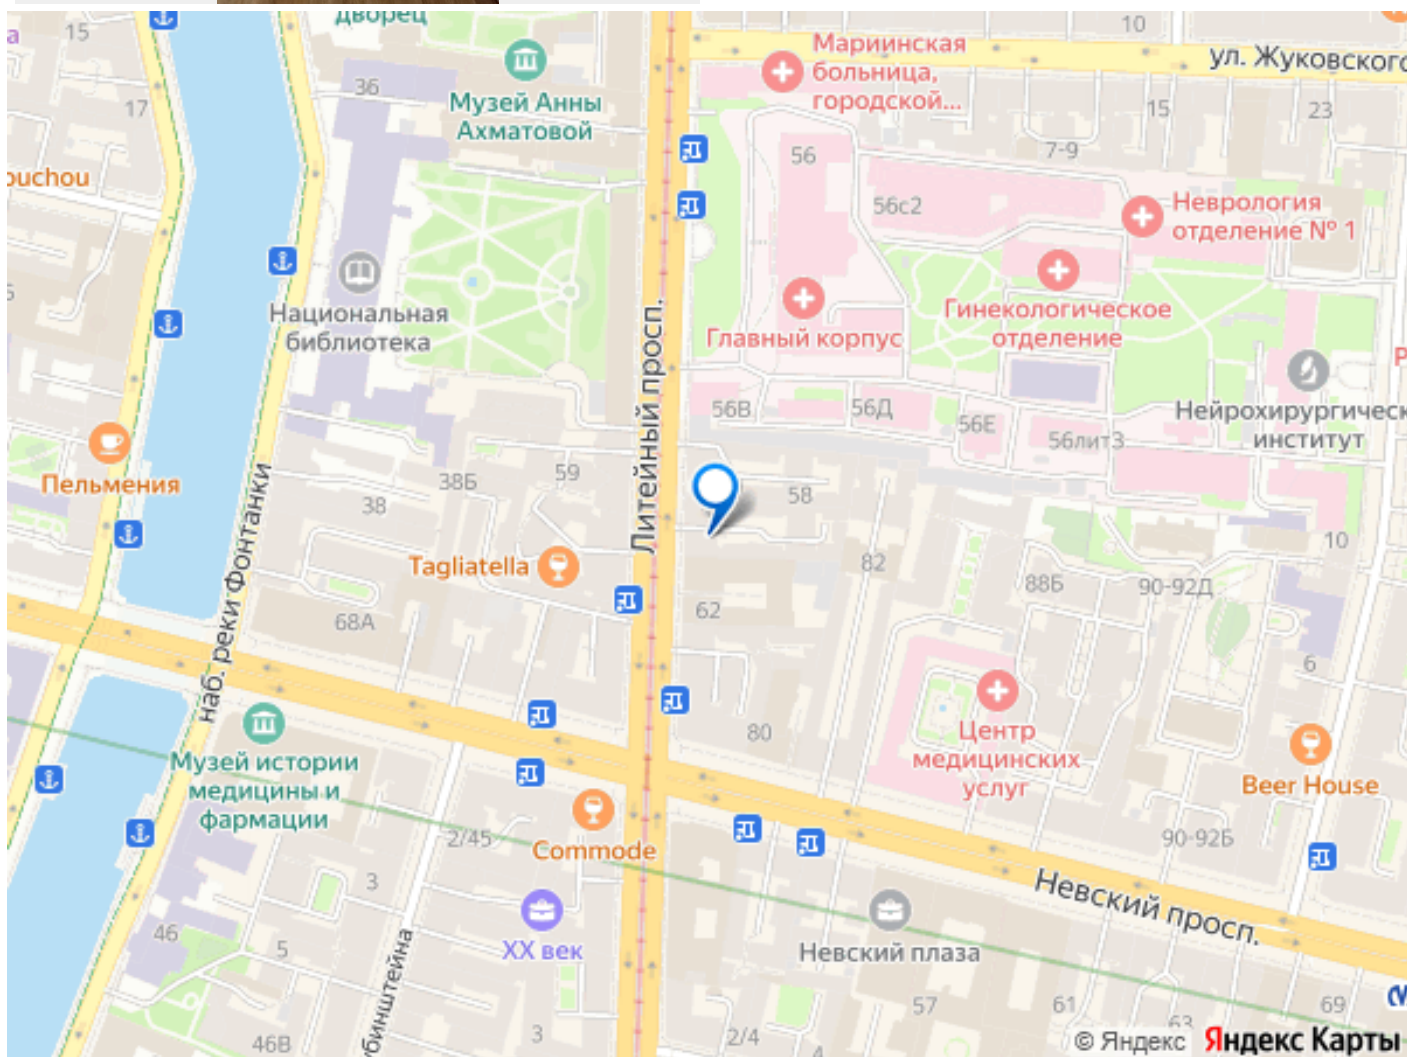 дворец
15
10
ул. Жуковского
Мариинская
больница,
городской...
36
17
Музей Анны
Ахматовой
15
23
7-9
56
ouchou
56с2
Неврология
отделение № 1
Национальная
библиотека
Литейный просп.
Главный корпус
Гинекологическое
отделение
56В
56Д
56Е
56лит3
Нейрохирургическ
институт
Пельмения
38Б
59
38
58
наб. реки Фонтанки
Tagliatella
82
10
88Б
90-92Д
68А
62
6
80
Центр
медицинских
услуг
Музей истории
медицины и
фармации
Beer House
2/45
Commode
90-92Б
3
Невский просп.
46
5
XX век
Невский плаза
убинштейна
57
61
63
69
46В
3
2/4
4
© Яндекс Яндекс Карты